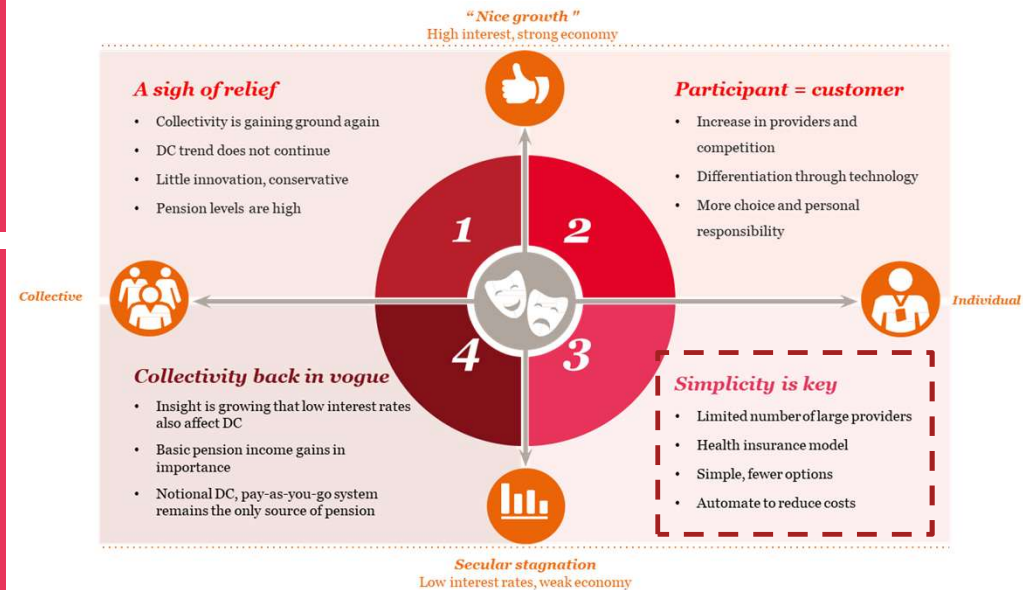 “ Nice growth ”
High interest, strong economy
A sigh of relief
• Collectivity is gaining ground again
• DC trend does not continue
• Little innovation, conservative
• Pension levels are high
Participant = customer
• Increase in providers and
competition
• Differentiation through technology
• More choice and personal
responsibility
1
2
Collective
Individual
4
3
Collectivity back in vogue
• Insight is growing that low interest rates
also affect DC
• Basic pension income gains in
importance
• Notional DC, pay-as-you-go system
remains the only source of pension
Simplicity is key
• Limited number of large providers
• Health insurance model
• Simple, fewer options
• Automate to reduce costs
Secular stagnation
Low interest rates, weak economy